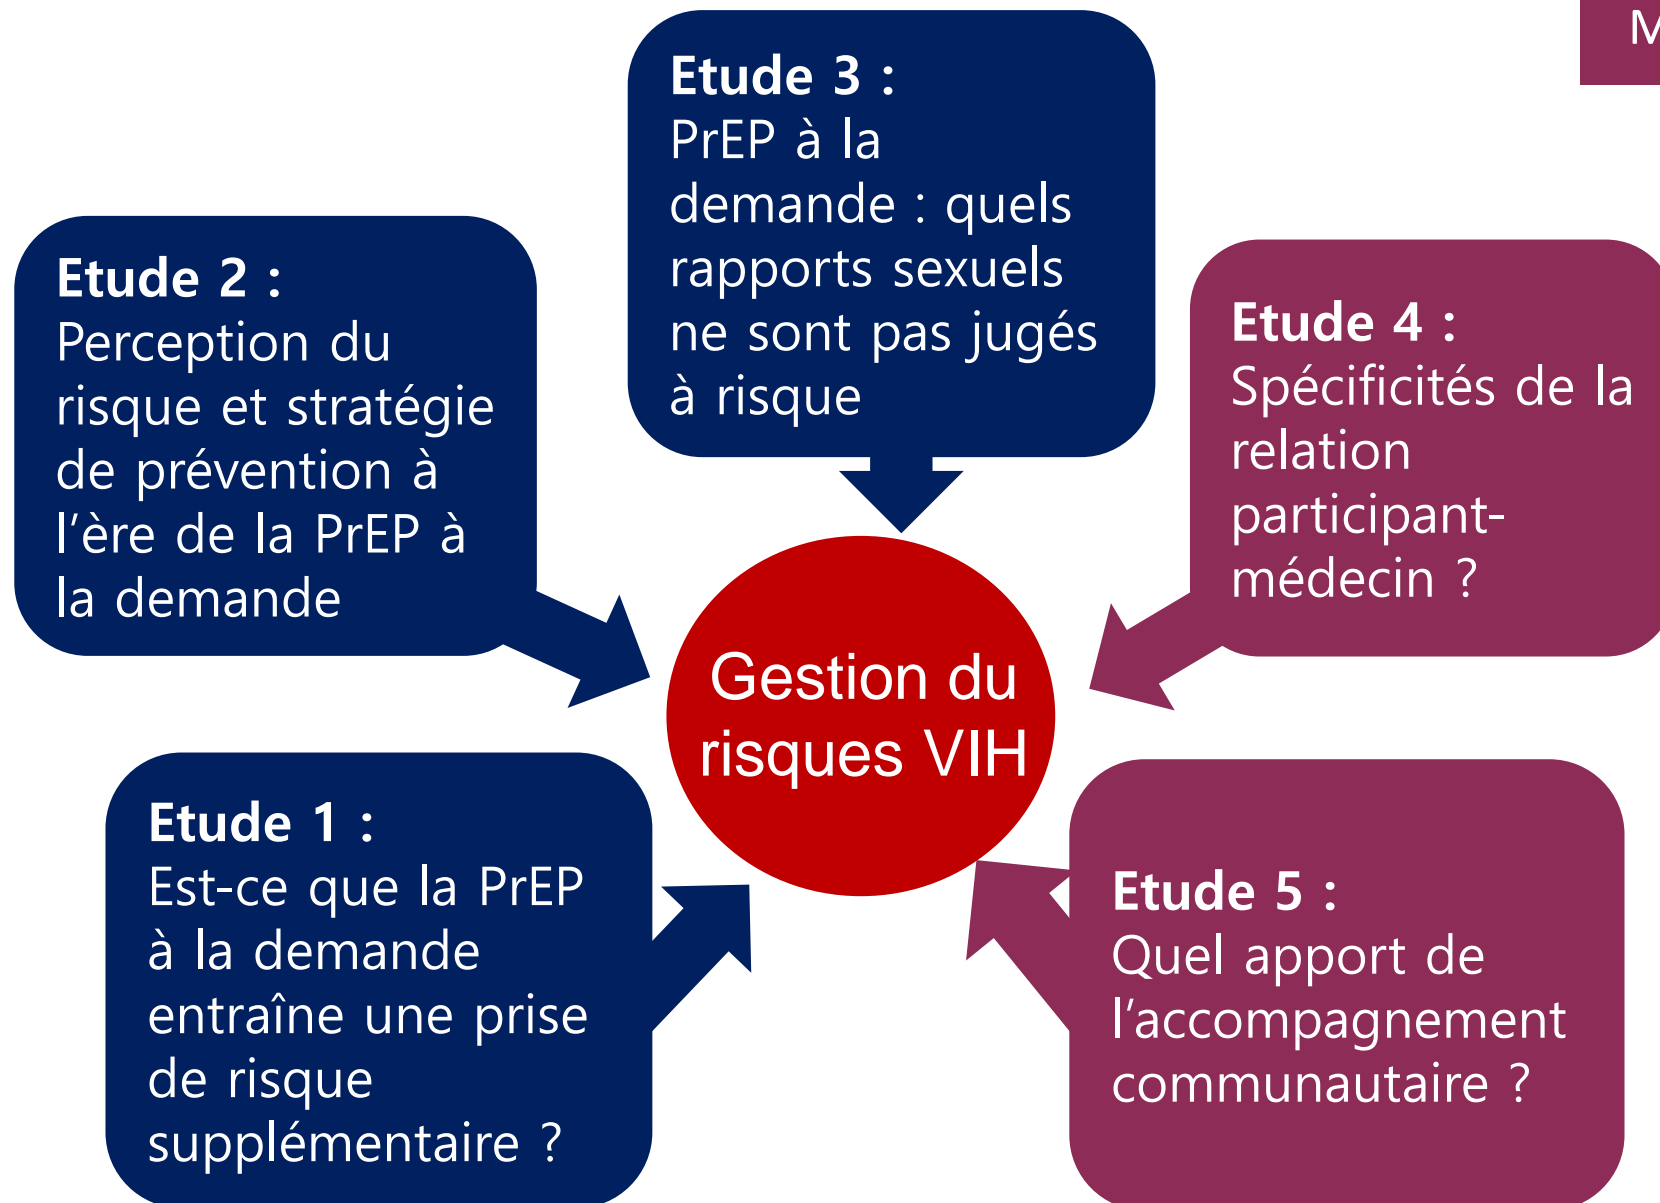 M
Etude 3 :
PrEP à la
demande : quels
rapports sexuels
ne sont pas jugés
à risque
Etude 2 :
Perception du
risque et stratégie
de prévention à
l’ère de la PrEP à
la demande
Etude 4 :
Spécificités de la
relation
participant-
médecin ?
Gestion du
risques VIH
Etude 1 :
Est-ce que la PrEP
à la demande
entraîne une prise
de risque
supplémentaire ?
Etude 5 :
Quel apport de
l’accompagnement
communautaire ?